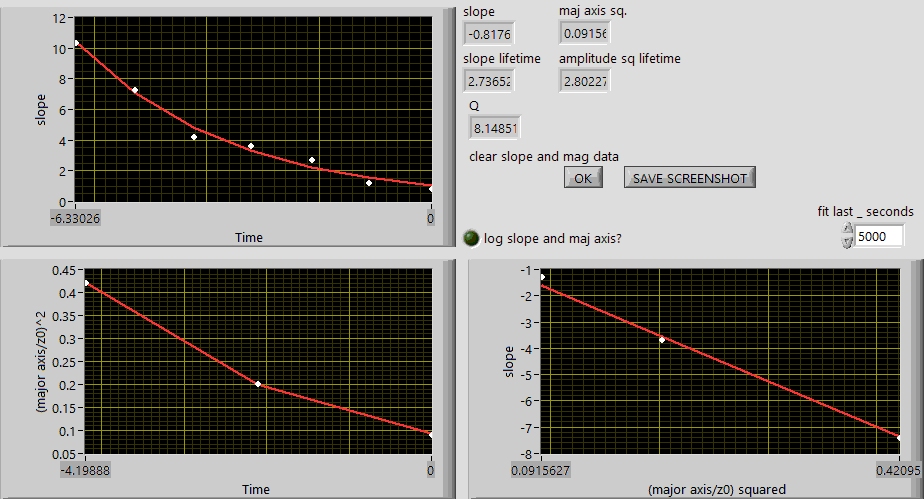 12
10
8
6
4
2
0
slope
-6.33026
0
Time
slope
maj axis sq.
-0.8176
0.09156
slope lifetime
amplitude sq lifetime
2.73652
2.80227
Q
8.14851
clear slope and mag data
OK
SAVE SCREENSHOT
fit last _ seconds
log slope and maj axis?
5000
0.45
0.4
0.35
0.3
0.25
0.2
0.15
0.1
0.05
(major axis/z0)^2
-4.19888
0
Time
-1
-2
-3
-4
-5
-6
-7
-8
slope
0.0915627
0.42095
(major axis/z0) squared